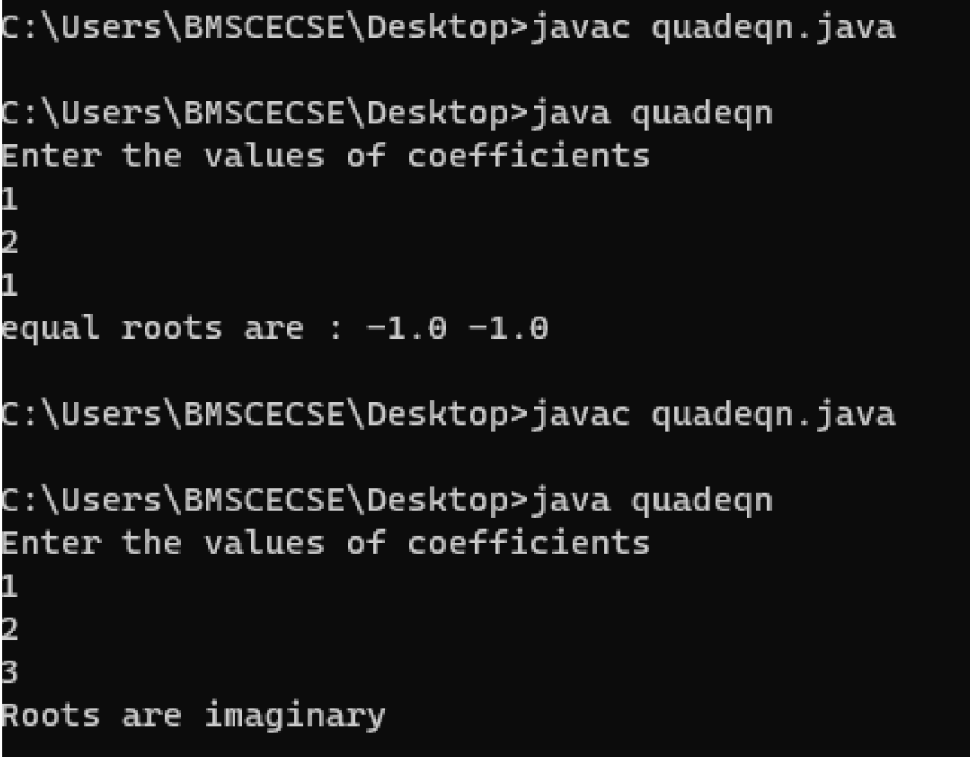 C:\Users\BMSCECSE\Desktop>javac quadeqn.java
C:\Users\BMSCECSE\Desktop>java quadeqn
Enter the values of coefficients
1
2
1
equal roots are : -1.0 -1.0
C:\Users\BMSCECSE\Desktop>javac quadeqn.java
C:\Users\BMSCECSE\Desktop>java quadeqn
Enter the values of coefficients
1
2
3
Roots are imaginary